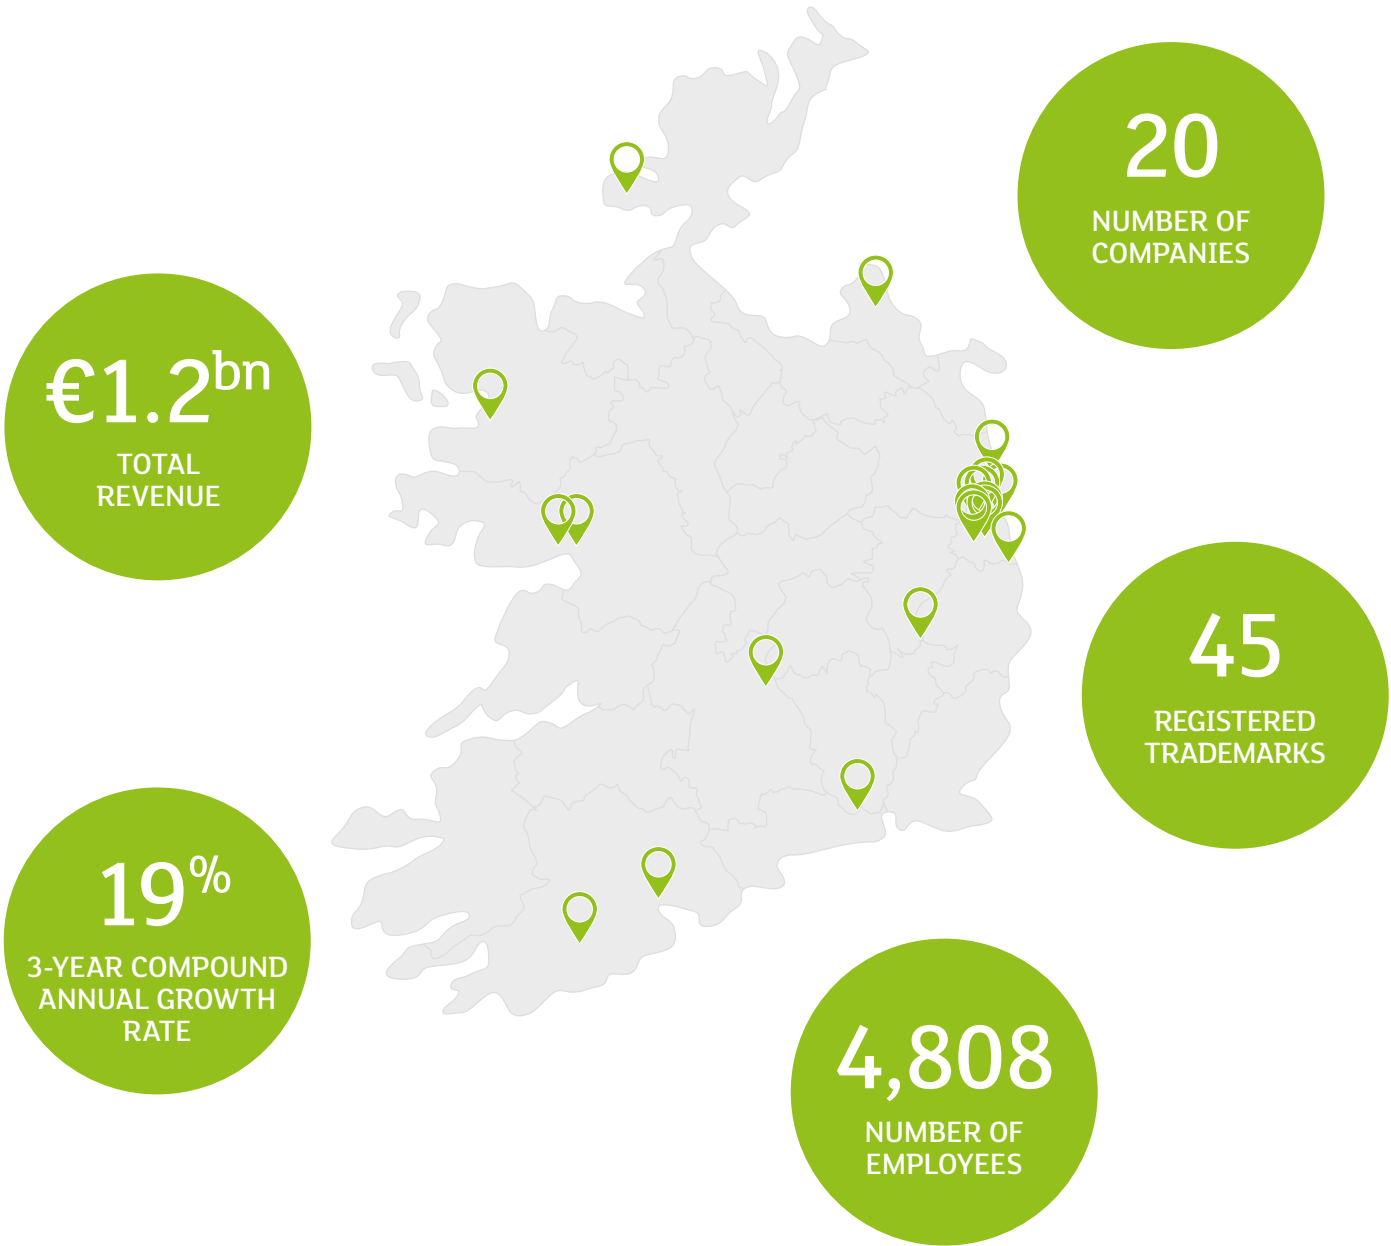 20
NUMBER OF
COMPANIES
€1.2bn
TOTAL
REVENUE
45
REGISTERED
TRADEMARKS
19%
3-YEAR COMPOUND
ANNUAL GROWTH
RATE
4,808
NUMBER OF
EMPLOYEES